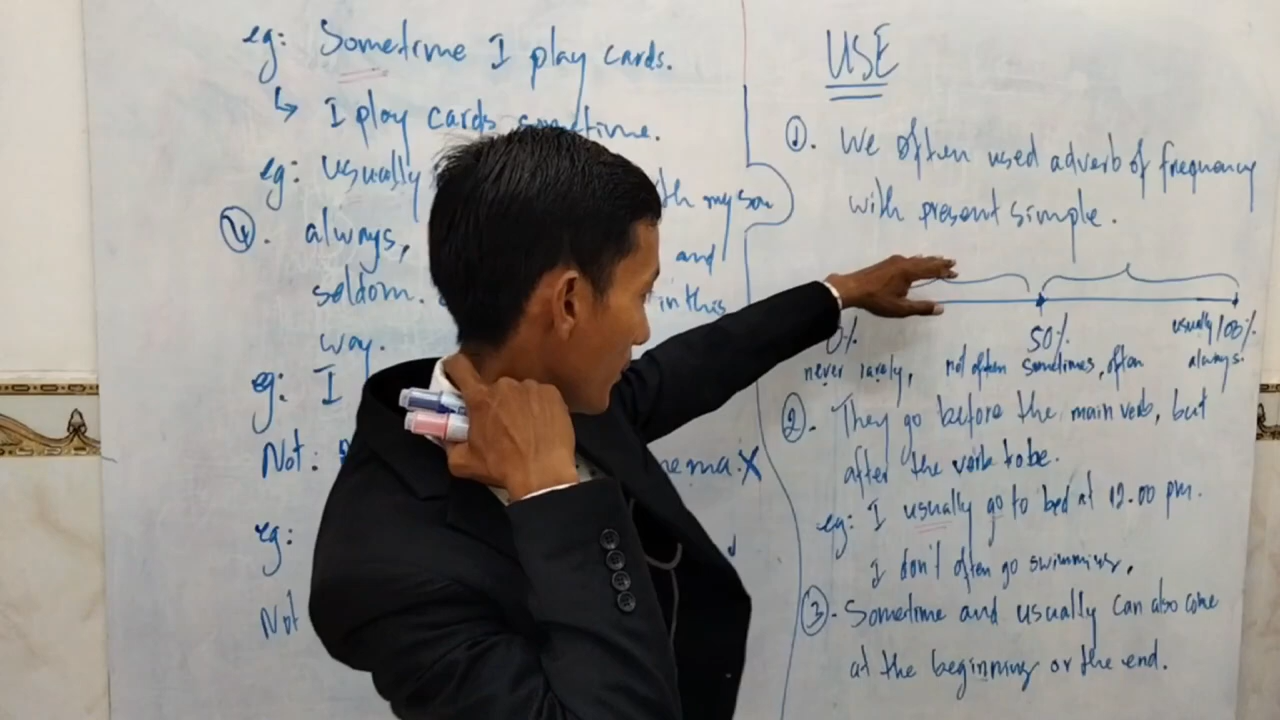 eg: Sometime I play cards.
↳ I play cards sometime.
eg: usually th my son
④. always, and
seldom. in this
way.
eg: I
Not: nema. X
eg:
Not
USE
①. We often used adverb of frequency
with present simple.
0% 50% usually 100%
never rarely, not often sometimes, often always.
②. They go before the main verb, but
after the verb to be.
eg: I usually go to bed at 12.00 pm.
I don't often go swimming.
③. Sometime and usually can also come
at the beginning or the end.